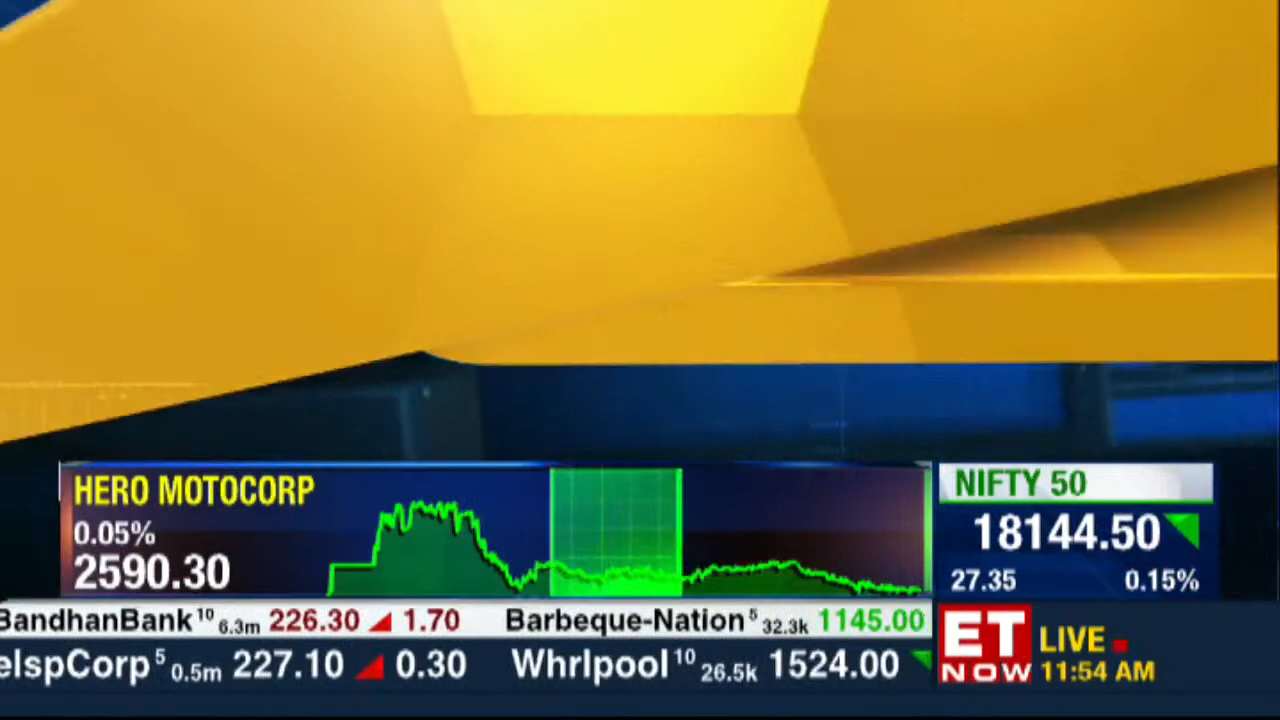 HERO MOTOCORP
0.05%
2590.30
NIFTY 50
18144.50
27.35 0.15%
BandhanBank 10 6.3m 226.30 1.70 Barbeque-Nation 5 32.3k 1145.00
elspCorp 5 0.5m 227.10 0.30 Whrlpool 10 26.5k 1524.00
ET
NOW
LIVE
11:54 AM